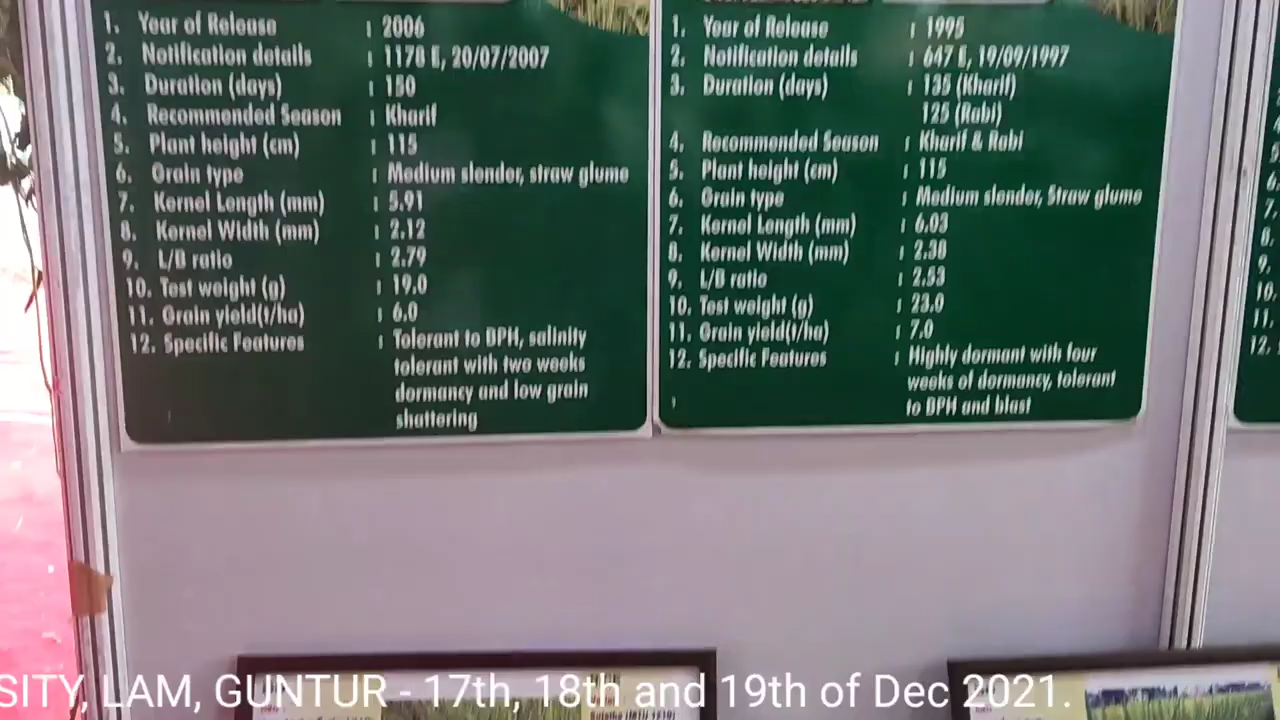 1. Year of Release : 2006
2. Notification details : 1178 E, 20/07/2007
3. Duration (days) : 150
4. Recommended Season : Kharif
5. Plant height (cm) : 115
6. Grain type : Medium slender, straw glume
7. Kernel Length (mm) : 5.91
8. Kernel Width (mm) : 2.12
9. L/B ratio : 2.79
10. Test weight (g) : 19.0
11. Grain yield(t/ha) : 6.0
12. Specific Features : Tolerant to BPH, salinity
tolerant with two weeks
dormancy and low grain
shattering
1. Year of Release : 1995
2. Notification details : 647 E, 19/09/1997
3. Duration (days) : 135 (Kharif)
125 (Rabi)
4. Recommended Season : Kharif & Rabi
5. Plant height (cm) : 115
6. Grain type : Medium slender, Straw glume
7. Kernel Length (mm) : 6.03
8. Kernel Width (mm) : 2.38
9. L/B ratio : 2.53
10. Test weight (g) : 23.0
11. Grain yield(t/ha) : 7.0
12. Specific Features : Highly dormant with four
weeks of dormancy, tolerant
to BPH and blast
6.
7.
8.
9.
10.
11.
12.
SITY, LAM, GUNTUR - 17th, 18th and 19th of Dec 2021.